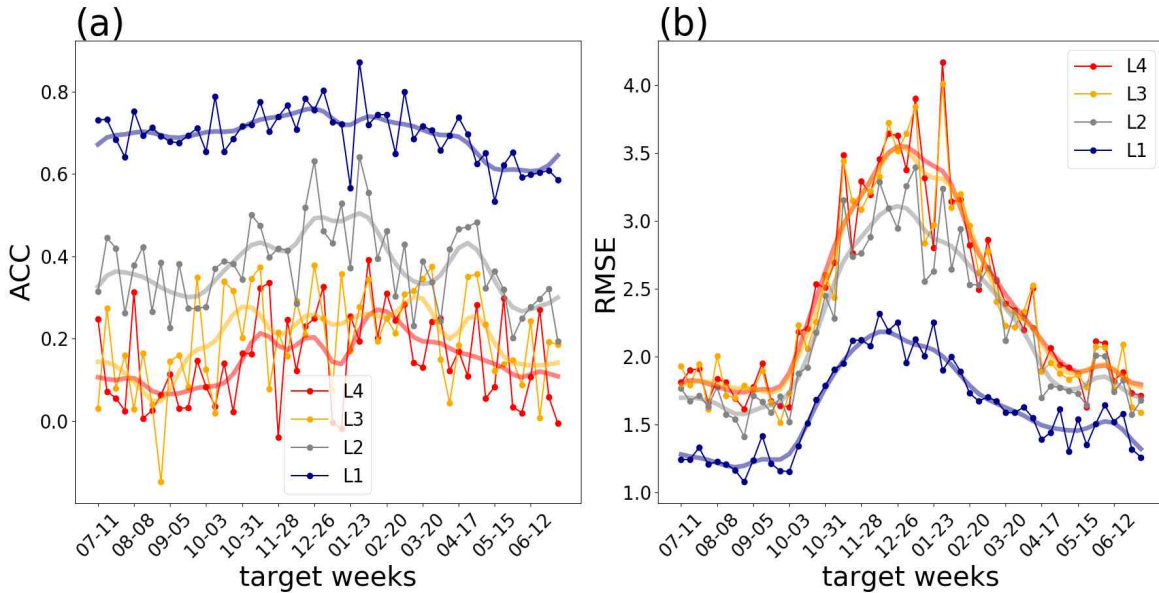 (a)
ACC
0.8
0.6
0.4
0.2
0.0
L4
L3
L2
L1
07-11
08-08
09-05
10-03
10-31
11-28
12-26
01-23
02-20
03-20
04-17
05-15
06-12
target weeks
(b)
RMSE
4.0
3.5
3.0
2.5
2.0
1.5
1.0
L4
L3
L2
L1
07-11
08-08
09-05
10-03
10-31
11-28
12-26
01-23
02-20
03-20
04-17
05-15
06-12
target weeks